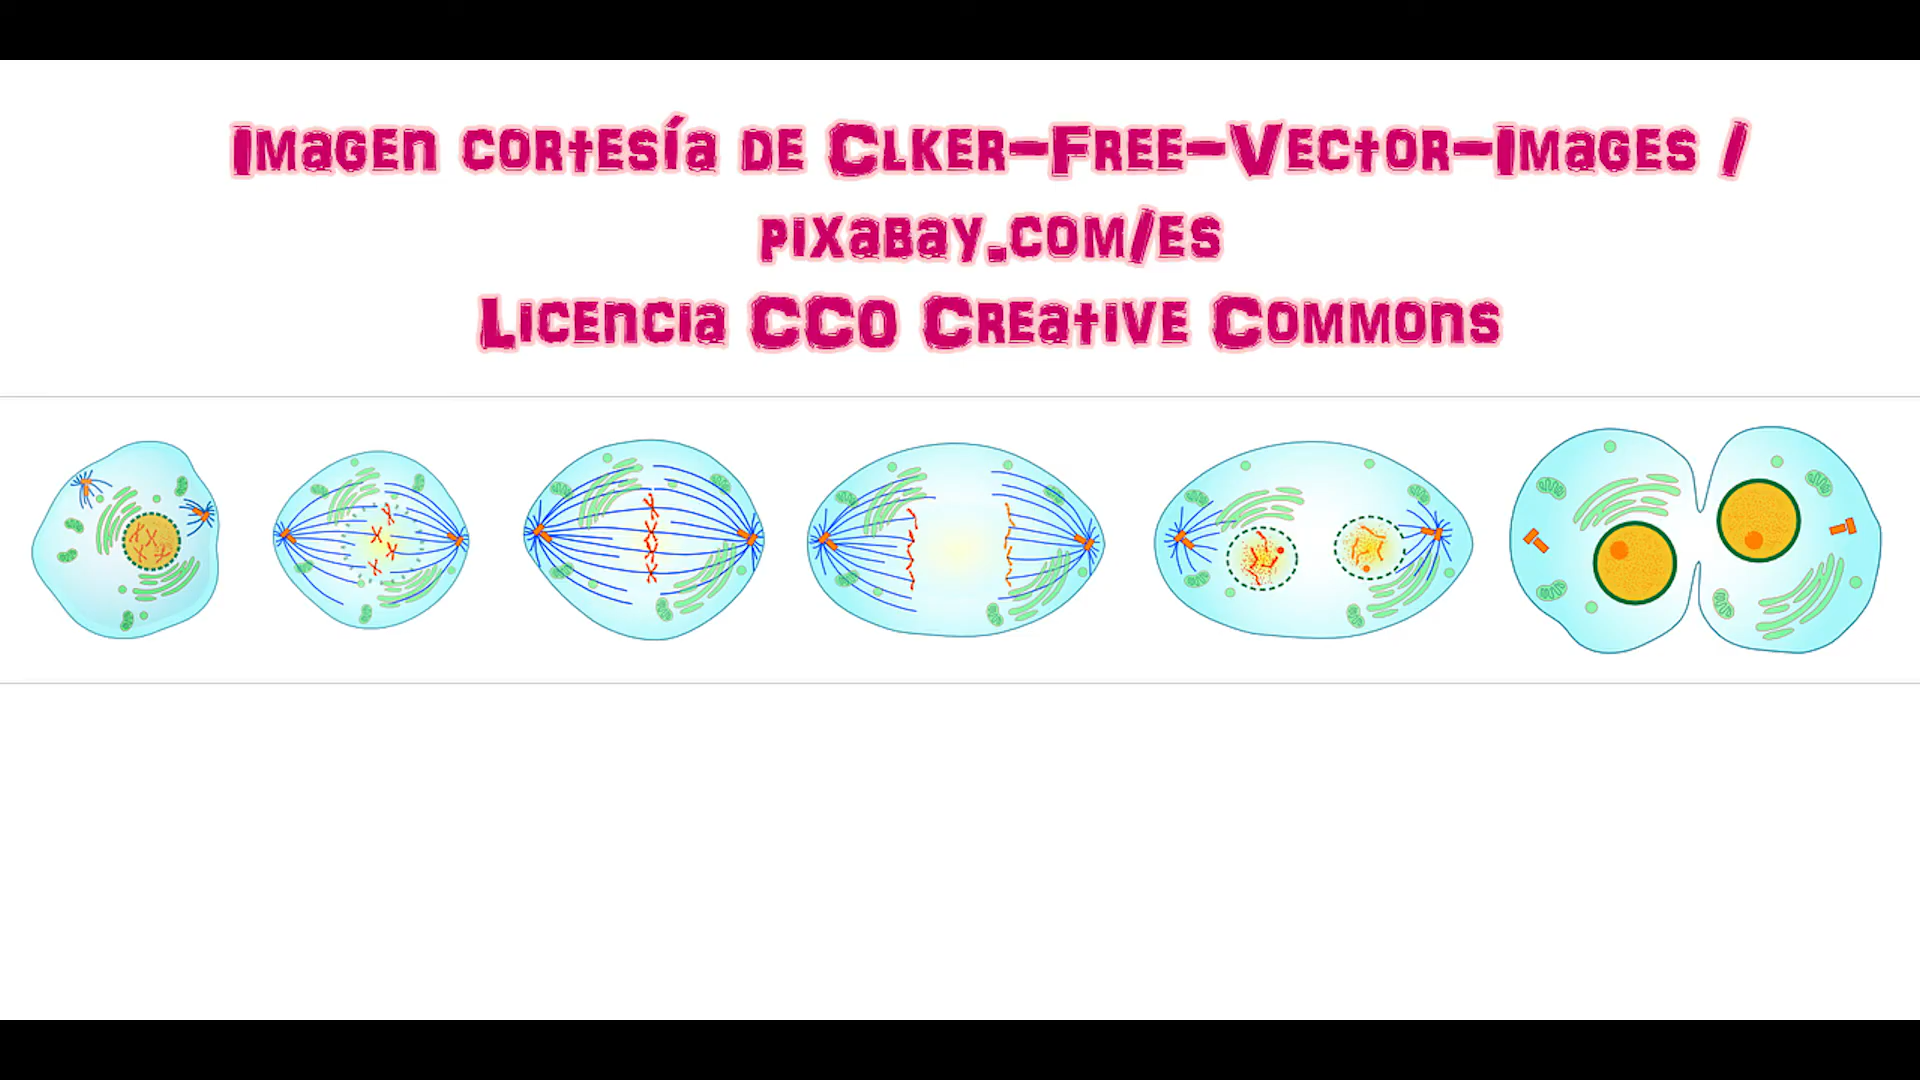 Imagen cortesía de Clker-Free-Vector-Images /
pixabay.com/es
Licencia CC0 Creative Commons